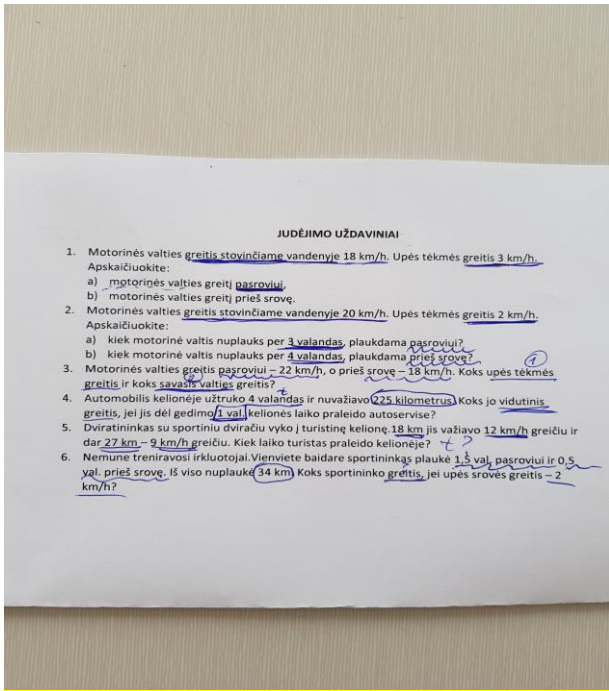 JUDĖJIMO UŽDAVINIAI
1. Motorinės valties greitis stovinčiame vandenyje 18 km/h. Upės tėkmės greitis 3 km/h.
Apskaičiuokite:
a) motorinės valties greitį pasroviui.
b) motorinės valties greitį prieš srovę.
2. Motorinės valties greitis stovinčiame vandenyje 20 km/h. Upės tėkmės greitis 2 km/h.
Apskaičiuokite:
a) kiek motorinė valtis nuplauks per 3 valandas, plaukdama pasroviui?
b) kiek motorinė valtis nuplauks per 4 valandas, plaukdama prieš srovę?
1
3. Motorinės valties greitis pasroviui – 22 km/h, o prieš srovę – 18 km/h. Koks upės tėkmės
2
greitis ir koks savasis valties greitis?
t
4. Automobilis kelionėje užtruko 4 valandas ir nuvažiavo 225 kilometrus. Koks jo vidutinis
greitis, jei jis dėl gedimo 1 val. kelionės laiko praleido autoservise?
5. Dviratininkas su sportiniu dviračiu vyko į turistinę kelionę. 18 km jis važiavo 12 km/h greičiu ir
dar 27 km – 9 km/h greičiu. Kiek laiko turistas praleido kelionėje? t ?
6. Nemune treniravosi irkluotojai.Vienviete baidare sportininkas plaukė 1,5 val. pasroviui ir 0,5
val. prieš srovę. Iš viso nuplaukė 34 km. Koks sportininko greitis, jei upės srovės greitis – 2
km/h?